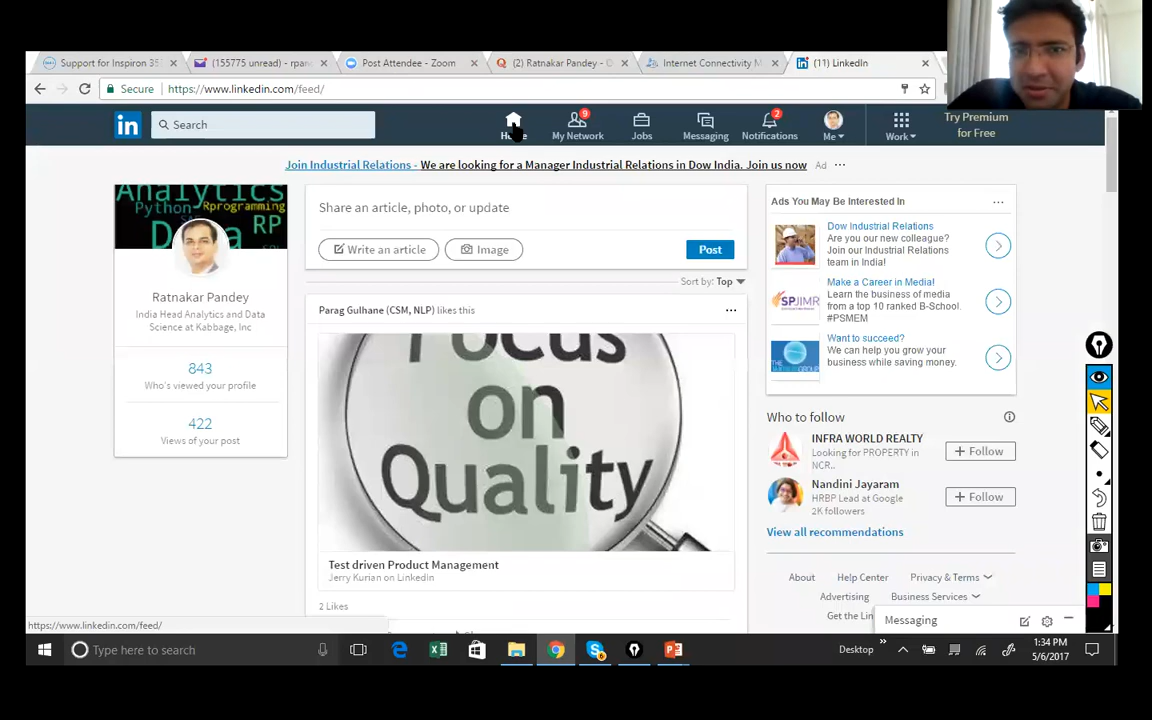 Support for Inspiron 35
(155775 unread) - rpan
Post Attendee - Zoom
(2) Ratnakar Pandey - 
Internet Connectivity M
(11) LinkedIn
Secure
https://www.linkedin.com/feed/
in
Search
Home
9
My Network
Jobs
Messaging
2
Notifications
Me
Work
Try Premium
for Free
Join Industrial Relations - We are looking for a Manager Industrial Relations in Dow India. Join us now
Ad
Analytics
Python
Rprogramming
RP
Ratnakar Pandey
India Head Analytics and Data
Science at Kabbage, Inc
843
Who's viewed your profile
422
Views of your post
Share an article, photo, or update
Write an article
Image
Post
Sort by: Top
Parag Gulhane (CSM, NLP) likes this
Focus
on
Quality
Test driven Product Management
Jerry Kurian on LinkedIn
2 Likes
Ads You May Be Interested In
Dow Industrial Relations
Are you our new colleague?
Join our Industrial Relations
team in India!
SPJIMR
Make a Career in Media!
Learn the business of media
from a top 10 ranked B-School.
#PSMEM
Want to succeed?
We can help you grow your
business while saving money.
Who to follow
INFRA WORLD REALTY
Looking for PROPERTY in
NCR..
+ Follow
Nandini Jayaram
HRBP Lead at Google
2K followers
+ Follow
View all recommendations
About
Help Center
Privacy & Terms
Advertising
Business Services
Get the Lin
Messaging
https://www.linkedin.com/feed/
Type here to search
Desktop
1:34 PM
5/6/2017